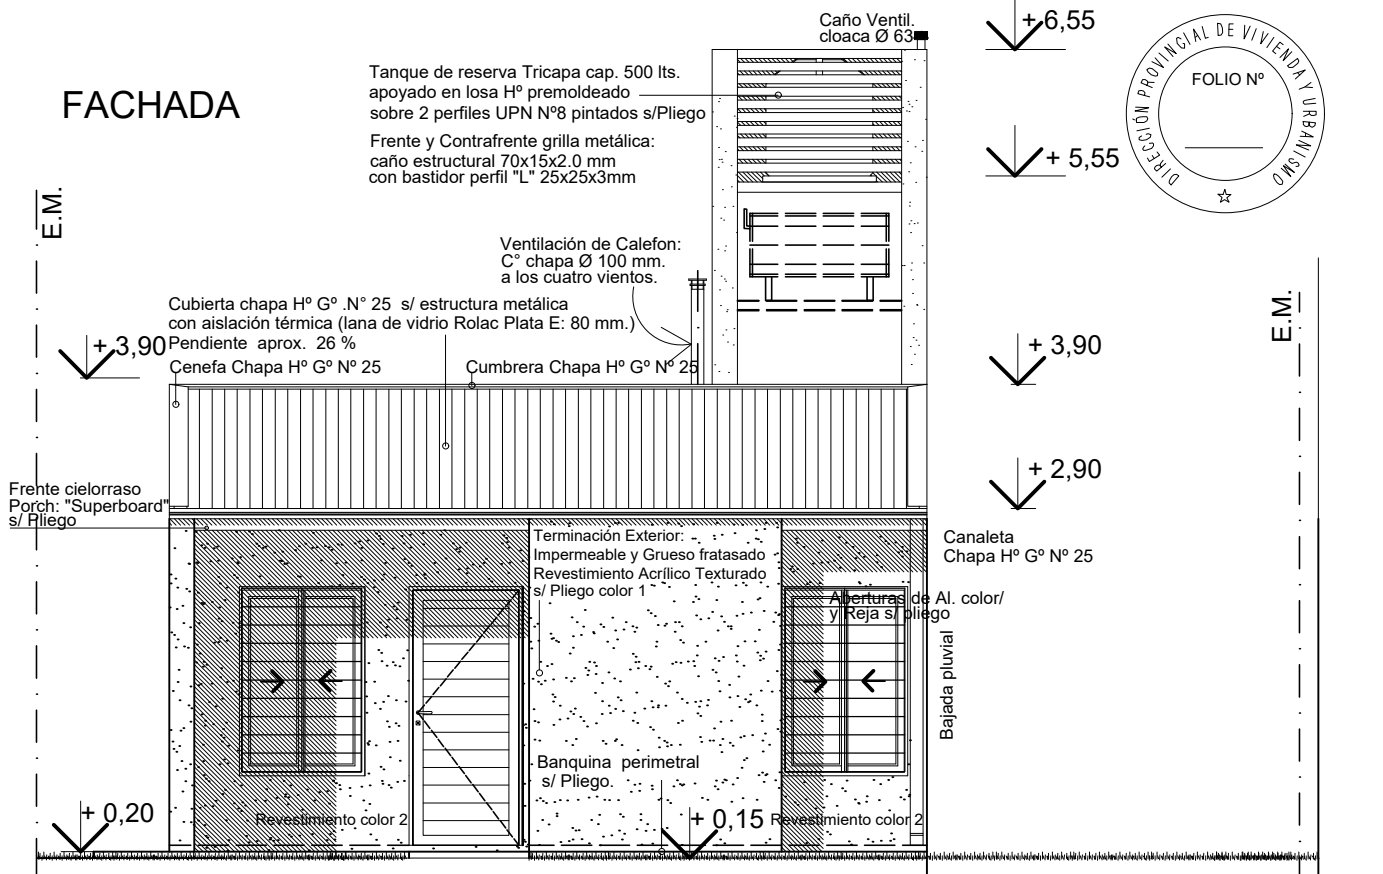 FACHADA
Caño Ventil.
cloaca Ø 63
+ 6,55
DIRECCIÓN PROVINCIAL DE VIVIENDA Y URBANISMO
FOLIO Nº
Tanque de reserva Tricapa cap. 500 lts.
apoyado en losa Hº premoldeado
sobre 2 perfiles UPN Nº8 pintados s/Pliego
Frente y Contrafrente grilla metálica:
caño estructural 70x15x2.0 mm
con bastidor perfil "L" 25x25x3mm
+ 5,55
E.M.
Ventilación de Calefon:
C° chapa Ø 100 mm.
a los cuatro vientos.
Cubierta chapa Hº Gº .N° 25 s/ estructura metálica
con aislación térmica (lana de vidrio Rolac Plata E: 80 mm.)
Pendiente aprox. 26 %
+ 3,90
Cenefa Chapa Hº Gº Nº 25
Cumbrera Chapa Hº Gº Nº 25
+ 3,90
E.M.
+ 2,90
Frente cielorraso
Porch: "Superboard"
s/ Pliego
Terminación Exterior:
Impermeable y Grueso fratasado
Revestimiento Acrílico Texturado
s/ Pliego color 1
Canaleta
Chapa Hº Gº Nº 25
Aberturas de Al. color/
y Reja s/ pliego
Bajada pluvial
Banquina perimetral
s/ Pliego.
+ 0,20
Revestimiento color 2
+ 0,15
Revestimiento color 2